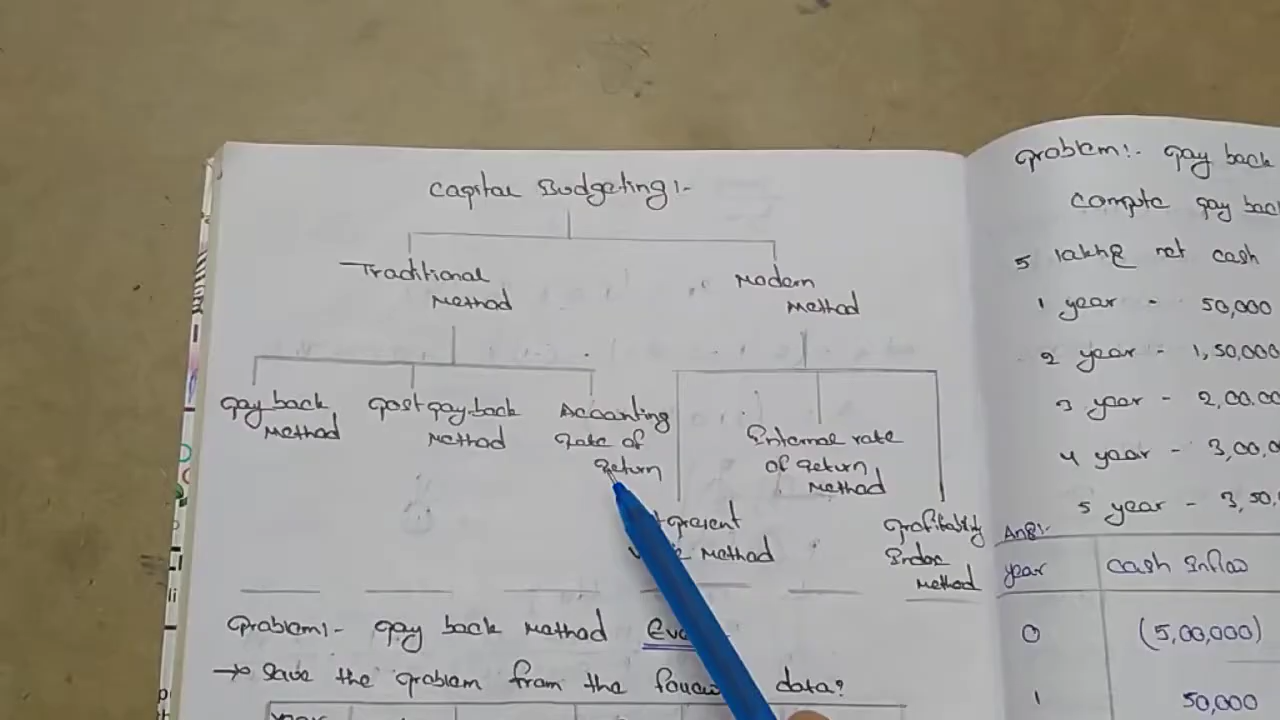 Capital Budgeting:-
Traditional
Method
Modern
Method
Pay back
Method
Post pay-back
Method
Accounting
Rate of
Return
Present
Method
Internal rate
of Return
Method
Profitability
Index
Method
Problem:- Pay back Method
→ Solve the problem from the data?
Problem:- Pay back
Compute pay
5 lakhs net cash
1 year - 50,000
2 year - 1,50,000
3 year - 2,00,00
4 year - 3,00,
5 year - 3,50,
Ans:-
year cash Inflow
0 (5,00,000)
1 50,000